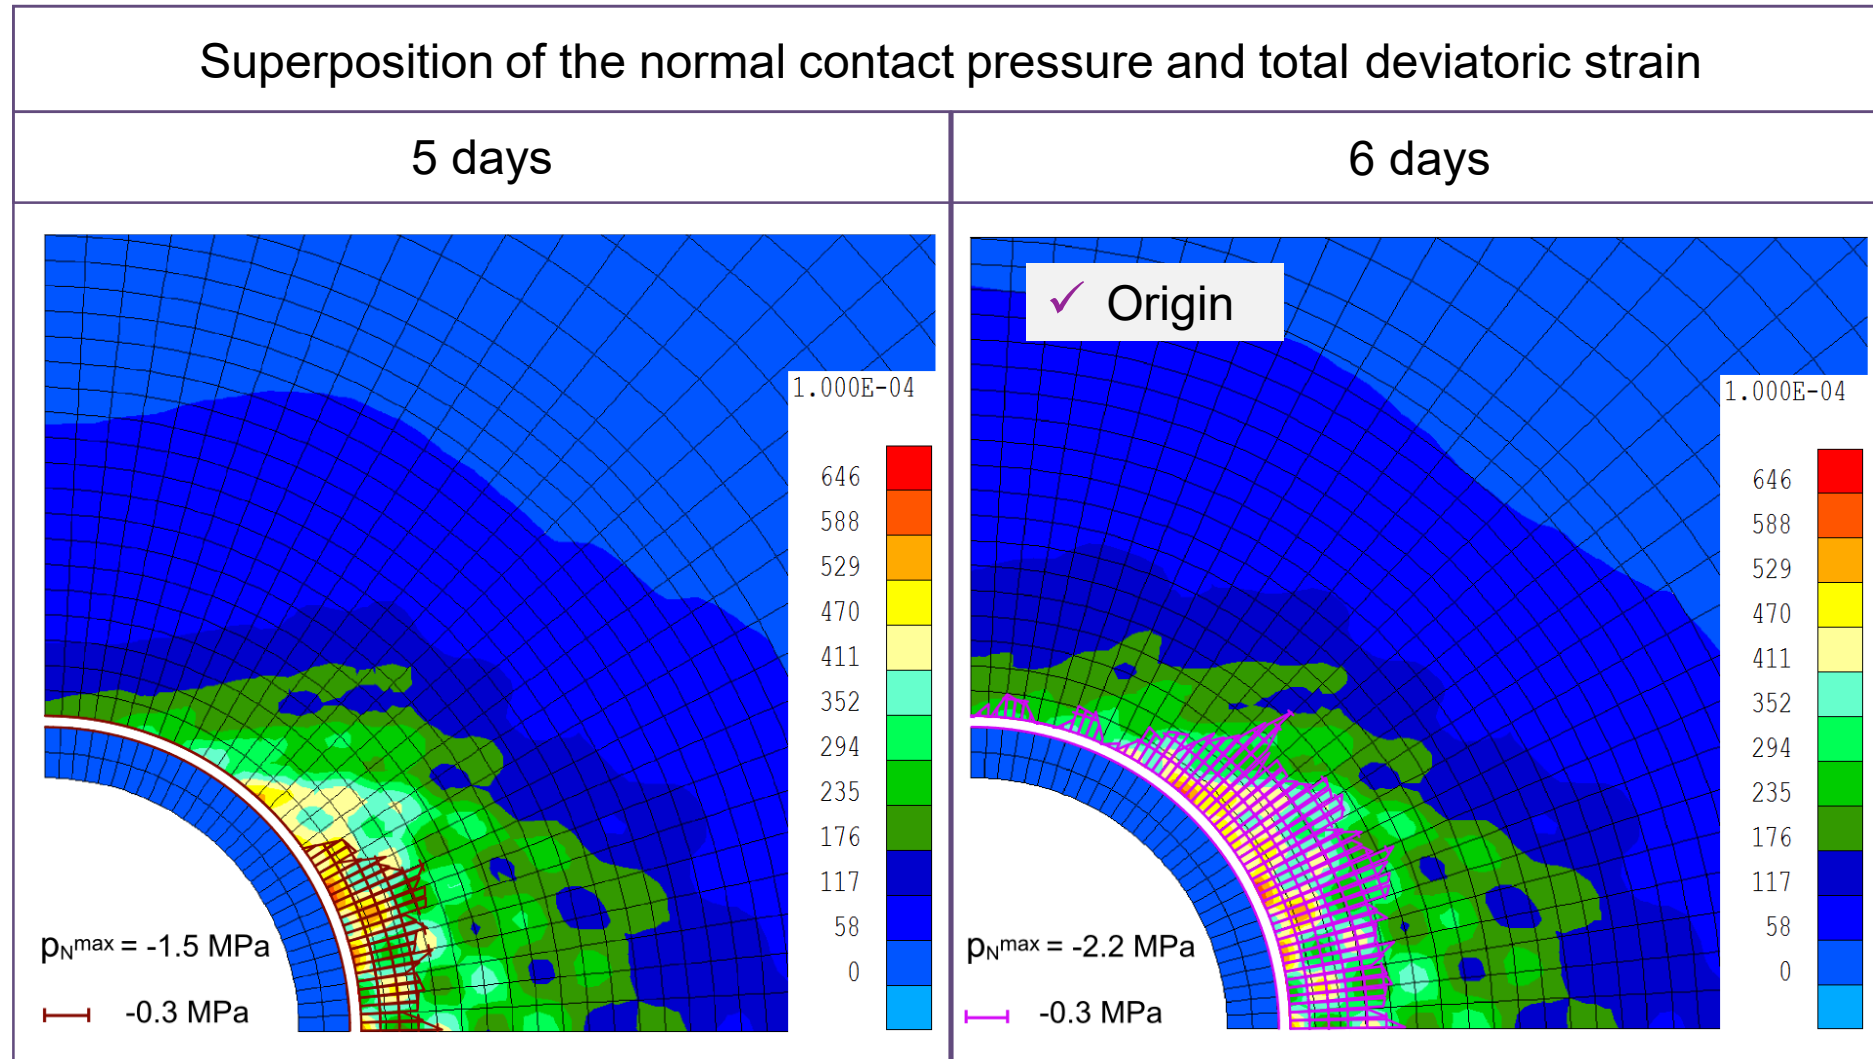 Superposition of the normal contact pressure and total deviatoric strain
5 days
6 days
1.000E-04
646
588
529
470
411
352
294
235
176
117
58
0
pNmax = -1.5 MPa
-0.3 MPa
✓ Origin
1.000E-04
646
588
529
470
411
352
294
235
176
117
58
0
pNmax = -2.2 MPa
-0.3 MPa